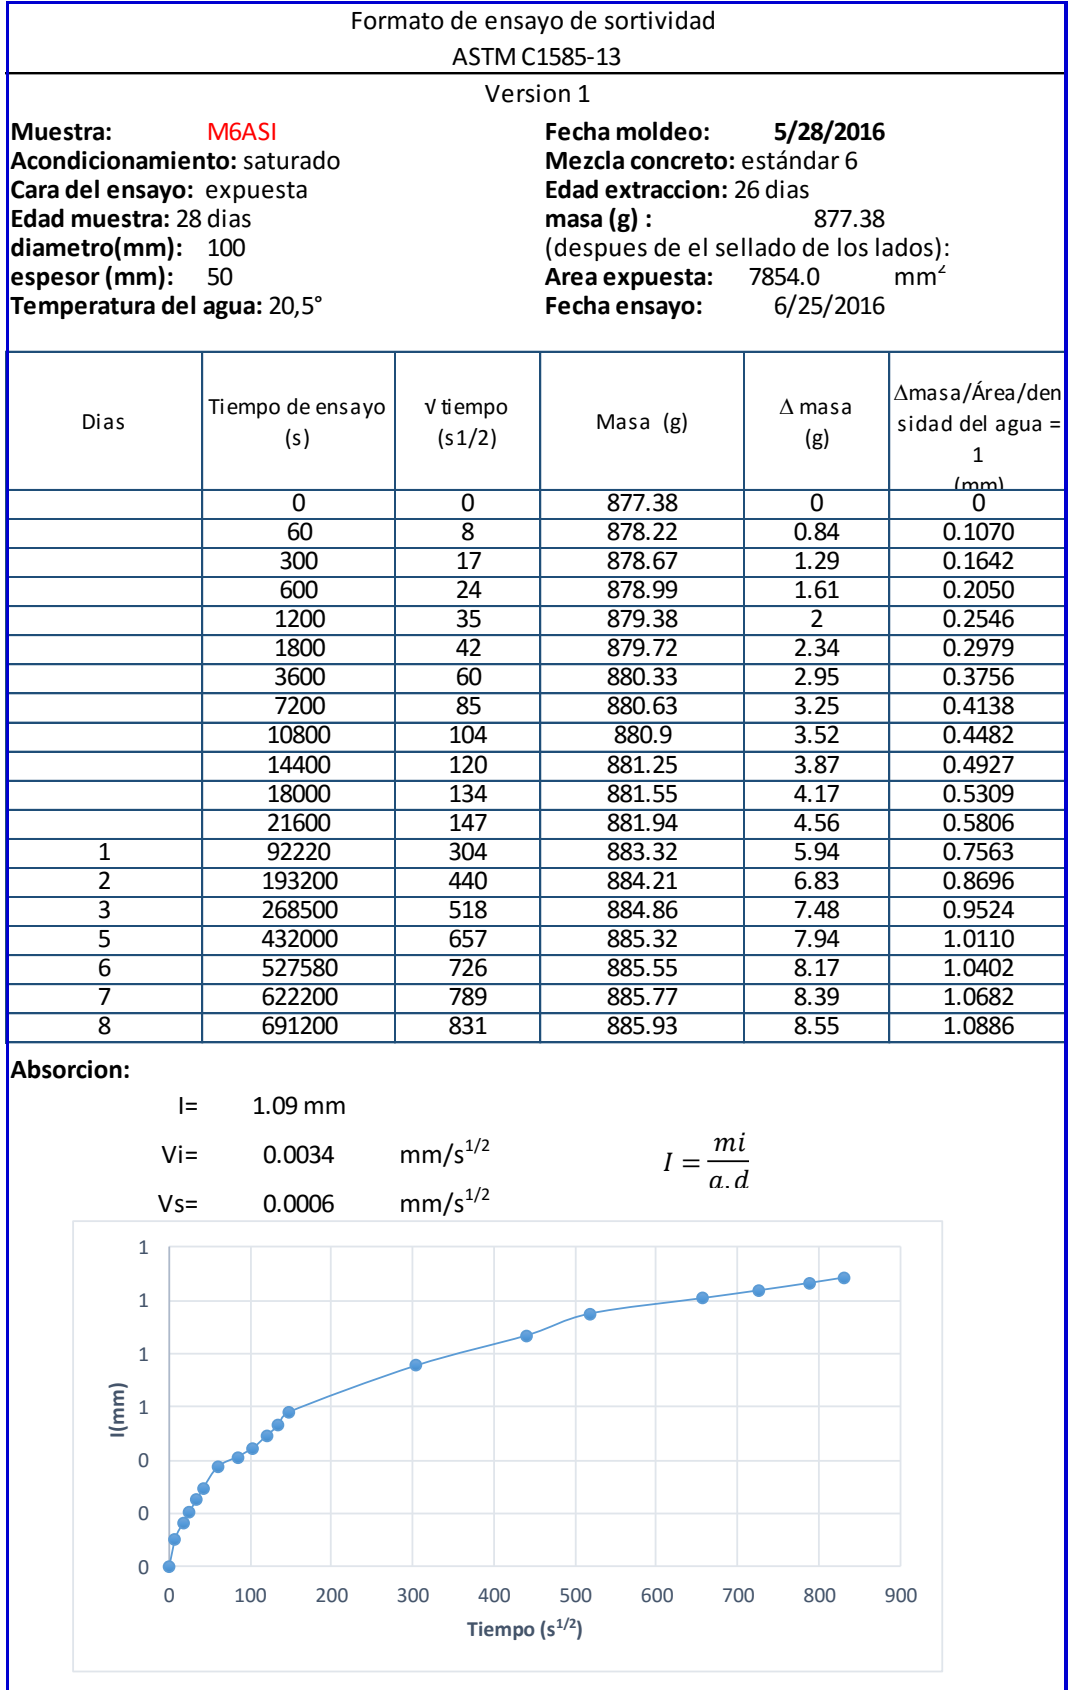 Formato de ensayo de sortividad
ASTM C1585-13
Version 1
Muestra: M6ASI Fecha moldeo: 5/28/2016
Acondicionamiento: saturado Mezcla concreto: estándar 6
Cara del ensayo: expuesta Edad extraccion: 26 dias
Edad muestra: 28 dias masa (g) : 877.38
diametro(mm): 100 (despues de el sellado de los lados):
espesor (mm): 50 Area expuesta: 7854.0 mm²
Temperatura del agua: 20,5° Fecha ensayo: 6/25/2016
Dias Tiempo de ensayo (s) √ tiempo (s1/2) Masa (g) Δ masa (g) Δmasa/Área/densidad del agua = 1 (mm)
0 0 877.38 0 0
60 8 878.22 0.84 0.1070
300 17 878.67 1.29 0.1642
600 24 878.99 1.61 0.2050
1200 35 879.38 2 0.2546
1800 42 879.72 2.34 0.2979
3600 60 880.33 2.95 0.3756
7200 85 880.63 3.25 0.4138
10800 104 880.9 3.52 0.4482
14400 120 881.25 3.87 0.4927
18000 134 881.55 4.17 0.5309
21600 147 881.94 4.56 0.5806
1 92220 304 883.32 5.94 0.7563
2 193200 440 884.21 6.83 0.8696
3 268500 518 884.86 7.48 0.9524
5 432000 657 885.32 7.94 1.0110
6 527580 726 885.55 8.17 1.0402
7 622200 789 885.77 8.39 1.0682
8 691200 831 885.93 8.55 1.0886
Absorcion:
I= 1.09 mm
Vi= 0.0034 mm/s^1/2
I = mi / a.d
Vs= 0.0006 mm/s^1/2
1
1
1
1
0
0
0
I(mm)
0 100 200 300 400 500 600 700 800 900
Tiempo (s^1/2)